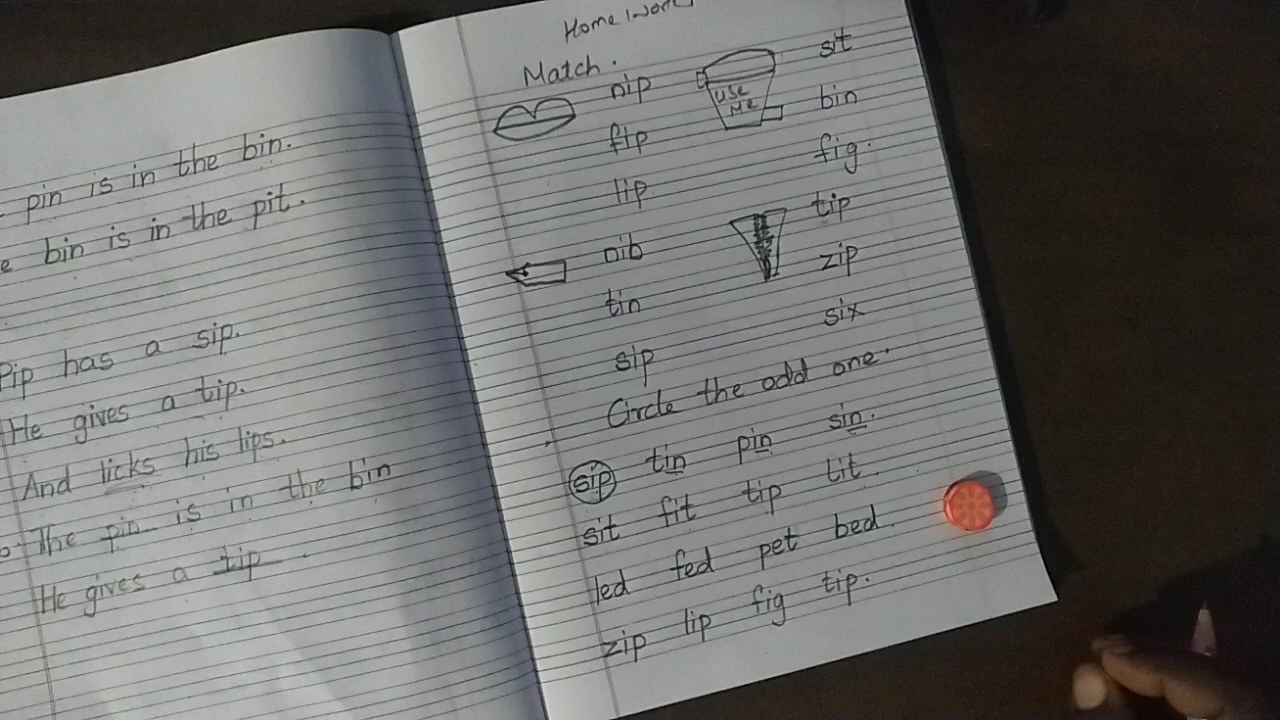 pin is in the bin.
bin is in the pit.
Pip has a sip.
He gives a tip.
And licks his lips.
The pin is in the bin
He gives a tip.
Home work
Match.
nip sit
USE ME
bin
fip
fig.
lip
tip
nib
zip
tin
six
sip
Circle the odd one.
sip tin pin sin.
sit fit tip tit.
led fed pet bed.
zip lip fig tip.